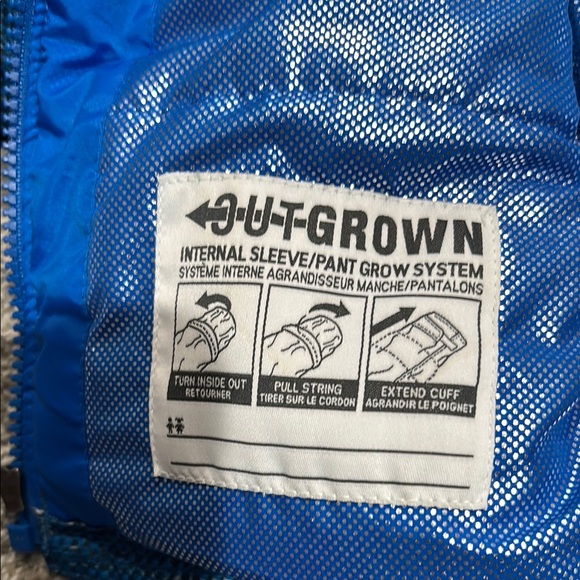 OUTGROWN
INTERNAL SLEEVE/PANT GROW SYSTEM
SYSTÈME INTERNE AGRANDISSEUR MANCHE/PANTALONS
TURN INSIDE OUT
RETOURNER
PULL STRING
TIRER SUR LE CORDON
EXTEND CUFF
AGRANDIR LE POIGNET